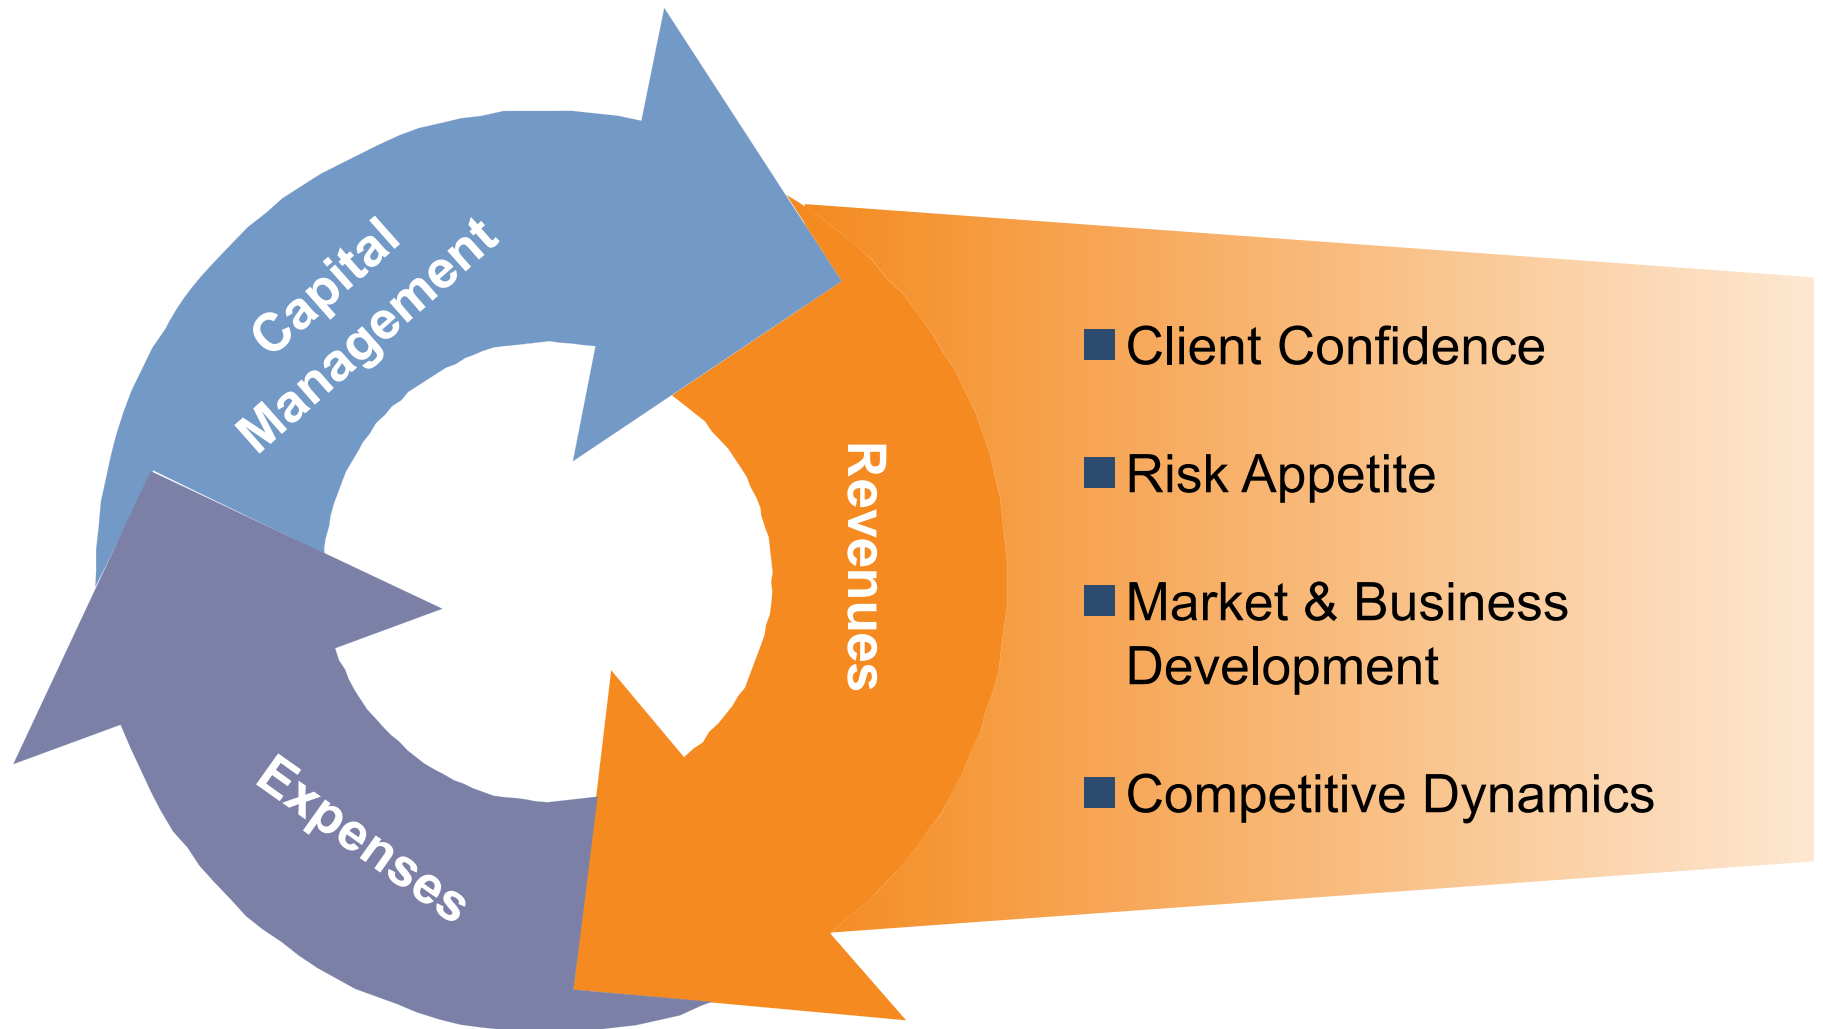 Capital
Management
Revenues
Expenses
Client Confidence
Risk Appetite
Market & Business
Development
Competitive Dynamics